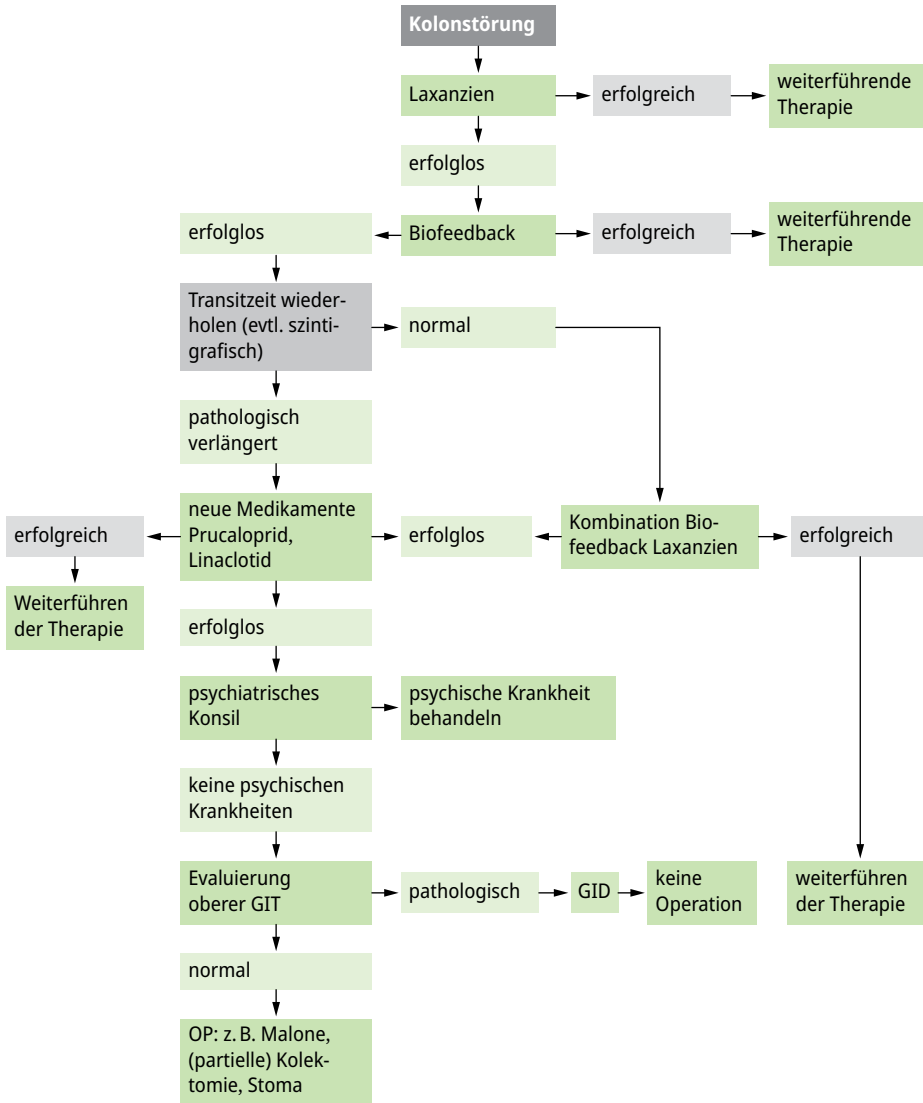 Kolonstörung
Laxanzien
erfolgreich
weiterführende
Therapie
erfolglos
erfolglos
Biofeedback
erfolgreich
weiterführende
Therapie
Transitzeit wieder-
holen (evtl. szinti-
grafisch)
normal
pathologisch
verlängert
erfolgreich
neue Medikamente
Prucaloprid,
Linaclotid
erfolglos
Kombination Bio-
feedback Laxanzien
erfolgreich
Weiterführen
der Therapie
erfolglos
psychiatrisches
Konsil
psychische Krankheit
behandeln
keine psychischen
Krankheiten
Evaluierung
oberer GIT
pathologisch
GID
keine
Operation
weiterführen
der Therapie
normal
OP: z. B. Malone,
(partielle) Kolek-
tomie, Stoma